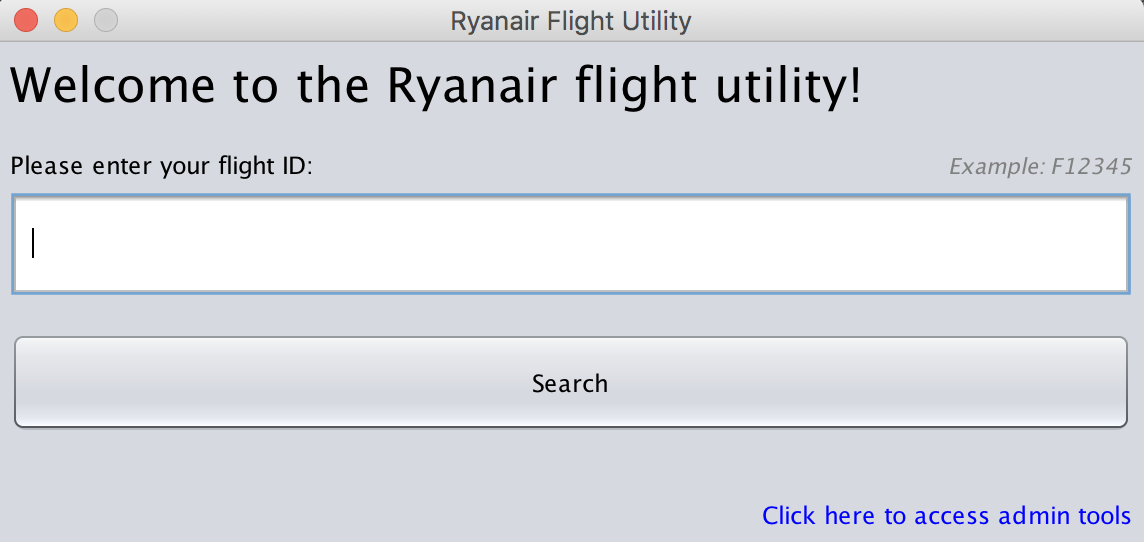 Ryanair Flight Utility
Welcome to the Ryanair flight utility!
Please enter your flight ID:
Example: F12345
Search
Click here to access admin tools